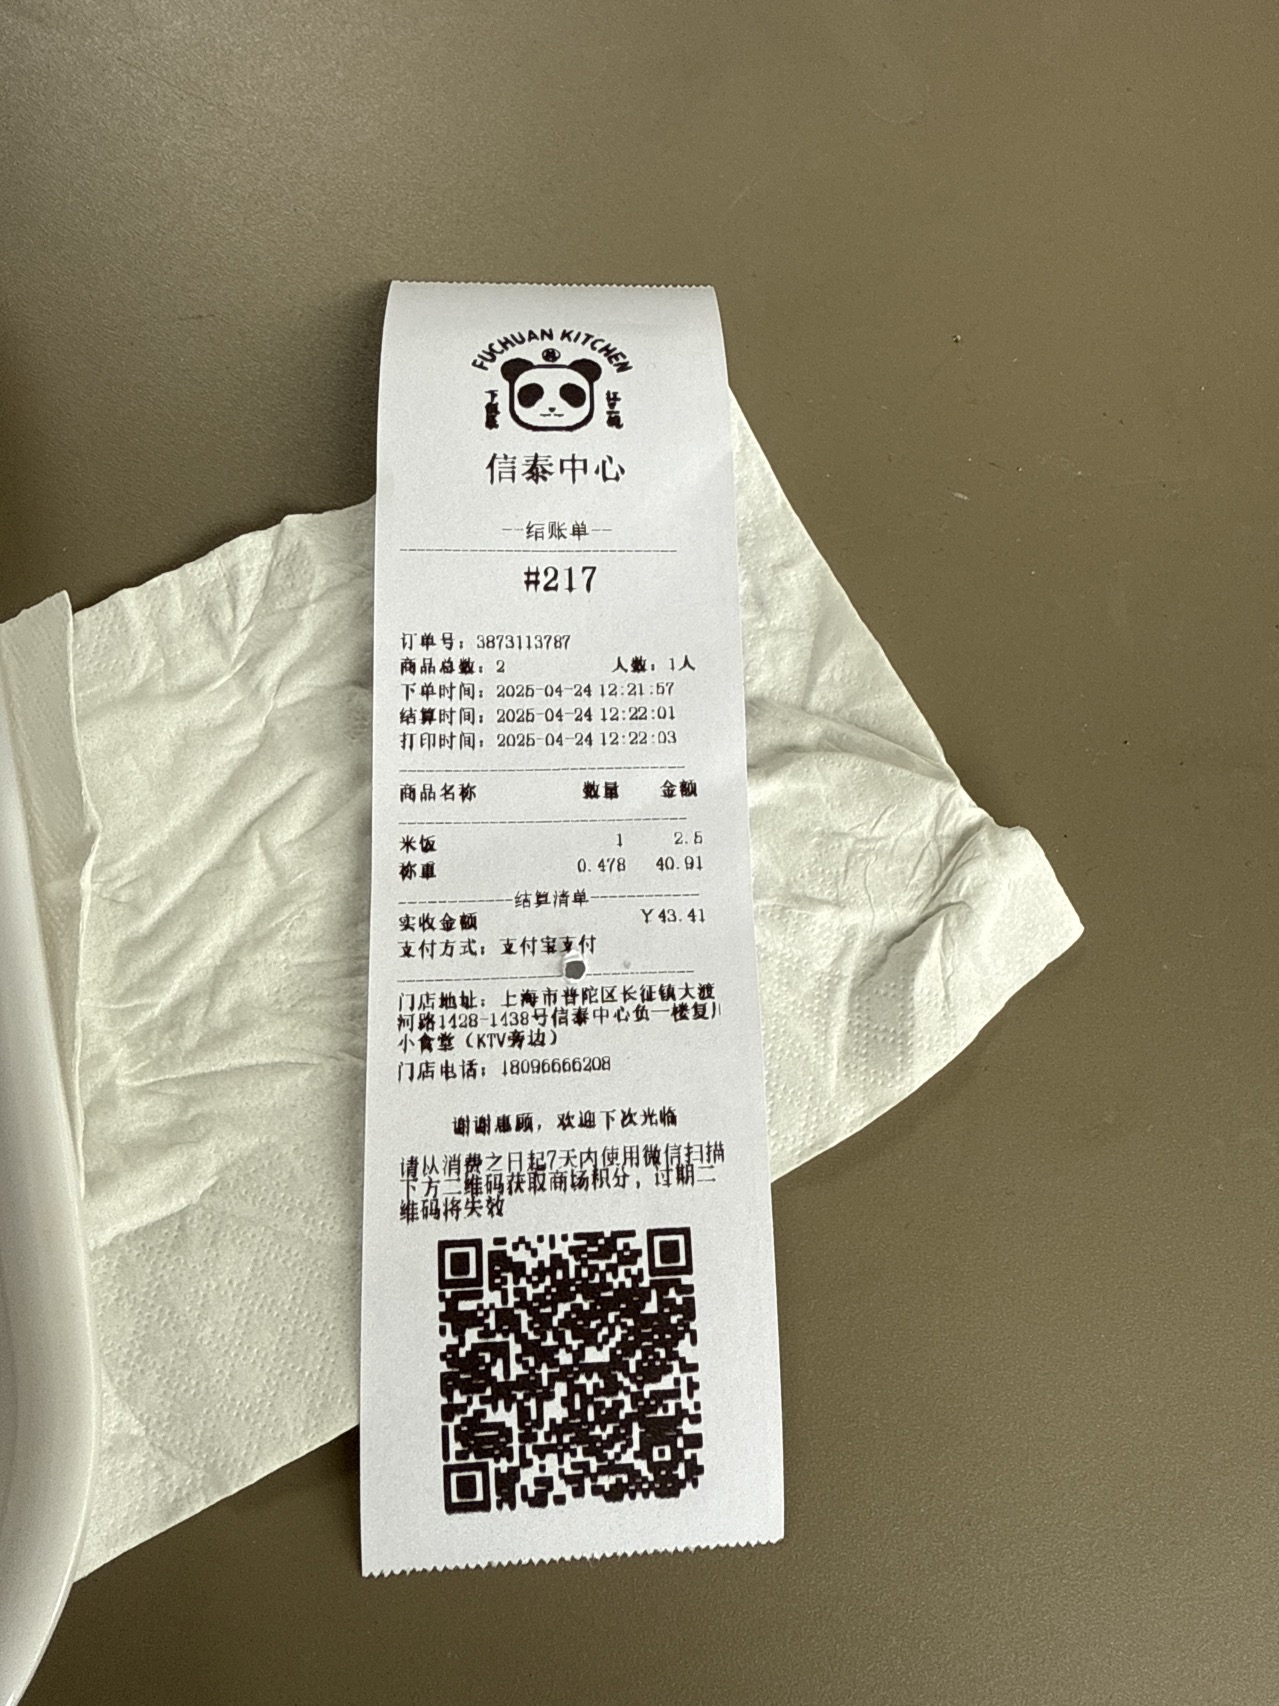 FUCHUAN KITCHEN
下饭菜
信泰中心
--结账单--
#217
订单号：3873113787
商品总数：2 人数：1人
下单时间：2025-04-24 12:21:57
结算时间：2025-04-24 12:22:01
打印时间：2025-04-24 12:22:03
商品名称 数量 金额
米饭 1 2.5
称重 0.478 40.91
结算清单
实收金额 ¥43.41
支付方式：支付宝支付
门店地址：上海市普陀区长征镇大渡
河路1428-1438号信泰中心负一楼复川
小食堂（KTV旁边）
门店电话：18096666208
谢谢惠顾，欢迎下次光临
请从消费之日起7天内使用微信扫描
下方二维码获取商场积分，过期二
维码将失效